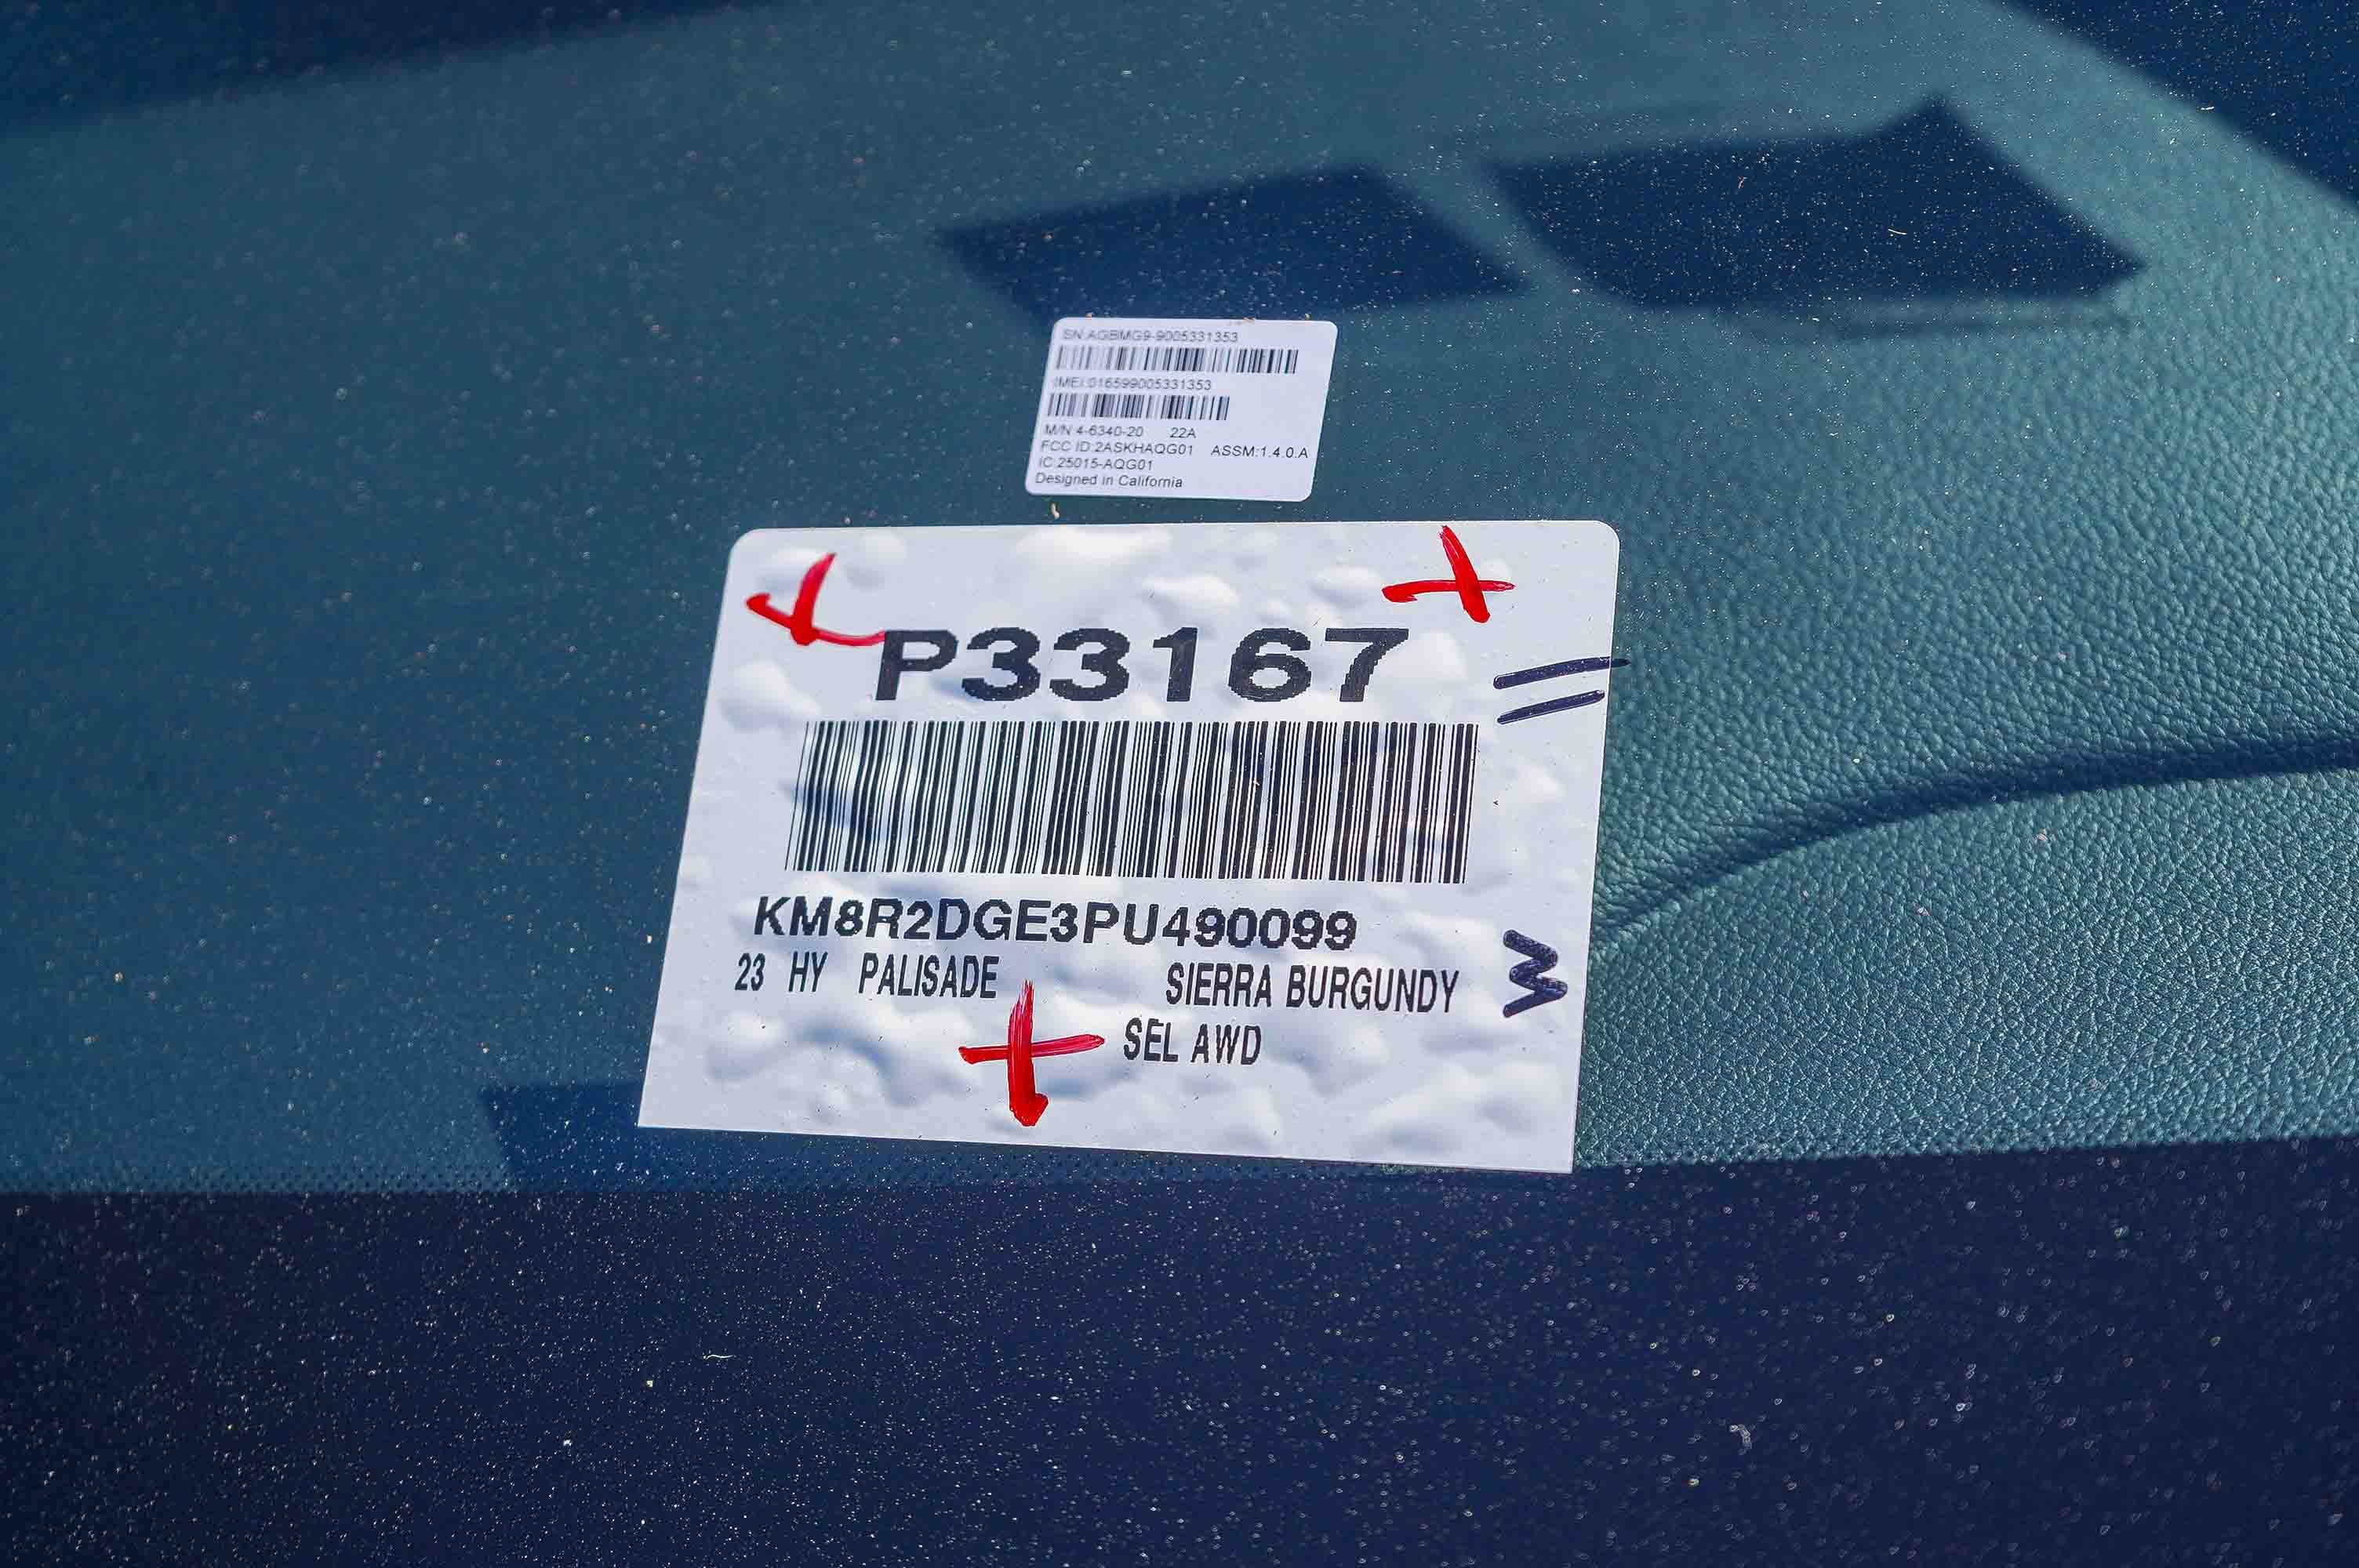 SN:AGBMG9-9005331353
IMEI:016599005331353
M/N:4-6340-20 22A
FCC ID:2ASKHAQG01 ASSM:1.4.0.A
IC:25015-AQG01
Designed in California
P33167
KM8R2DGE3PU490099
23 HY PALISADE SIERRA BURGUNDY
SEL AWD
W